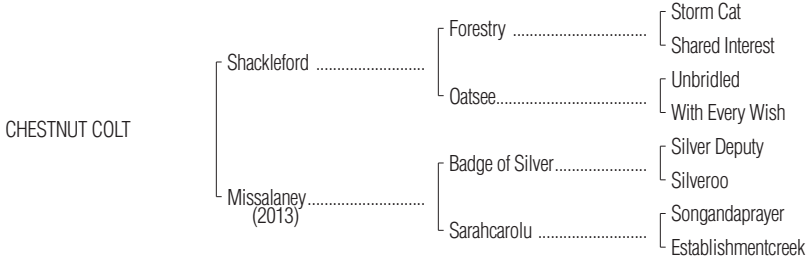 Storm Cat
Forestry ................................
Shared Interest
Shackleford ..........................
Unbridled
Oatsee....................................
With Every Wish
CHESTNUT COLT
Silver Deputy
Badge of Silver......................
Silveroo
Missalaney............................
(2013)
Songandaprayer
Sarahcarolu ..........................
Establishmentcreek